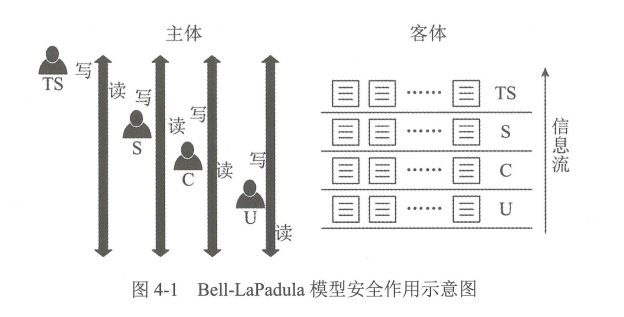 主体 客体
TS 写 读 写 读 写 读 写 读
S
C
U
…… TS
…… S
…… C
…… U
信息流
图 4-1 Bell-LaPadula 模型安全作用示意图